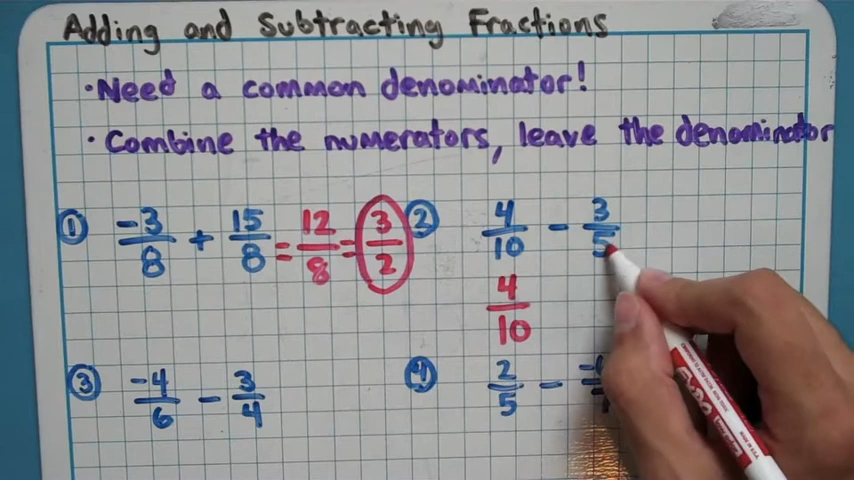 Adding and Subtracting Fractions
• Need a common denominator!
• Combine the numerators, leave the denominator
① -3/8 + 15/8 = 12/8 = 3/2
② 4/10 - 3/5
4/10
③ -4/6 - 3/4
④ 2/5 -
EXPO